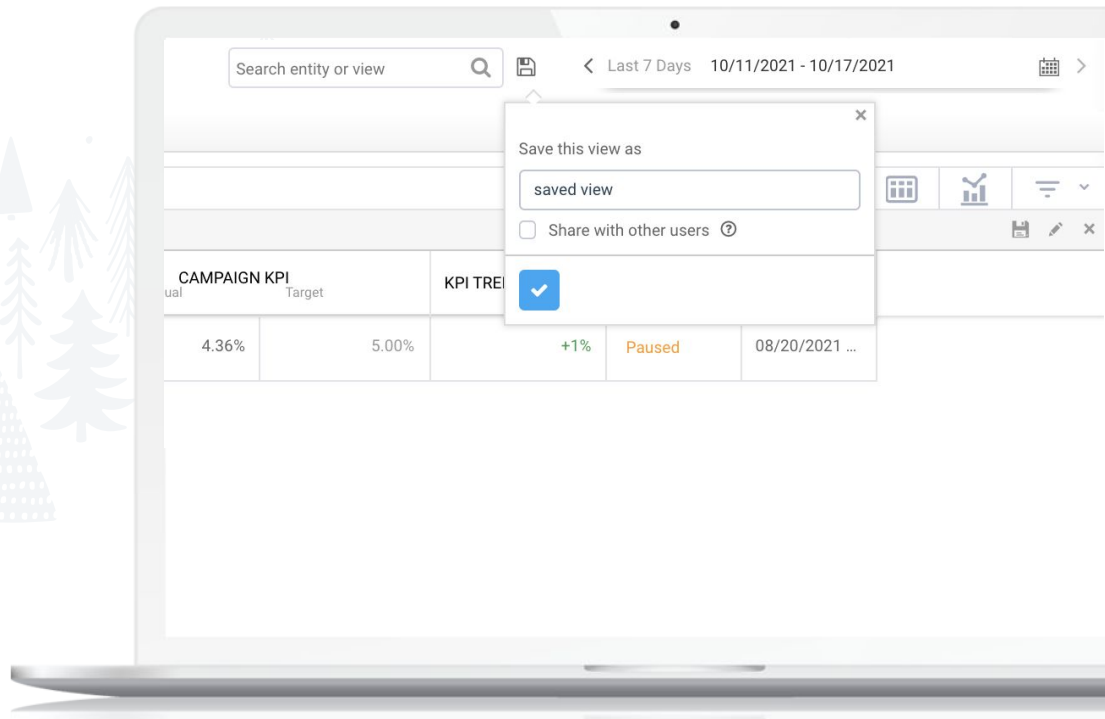 Search entity or view
Last 7 Days 10/11/2021 - 10/17/2021
Save this view as
saved view
Share with other users
CAMPAIGN KPI
ual Target
KPI TRE
4.36% 5.00% +1% Paused 08/20/2021 ...